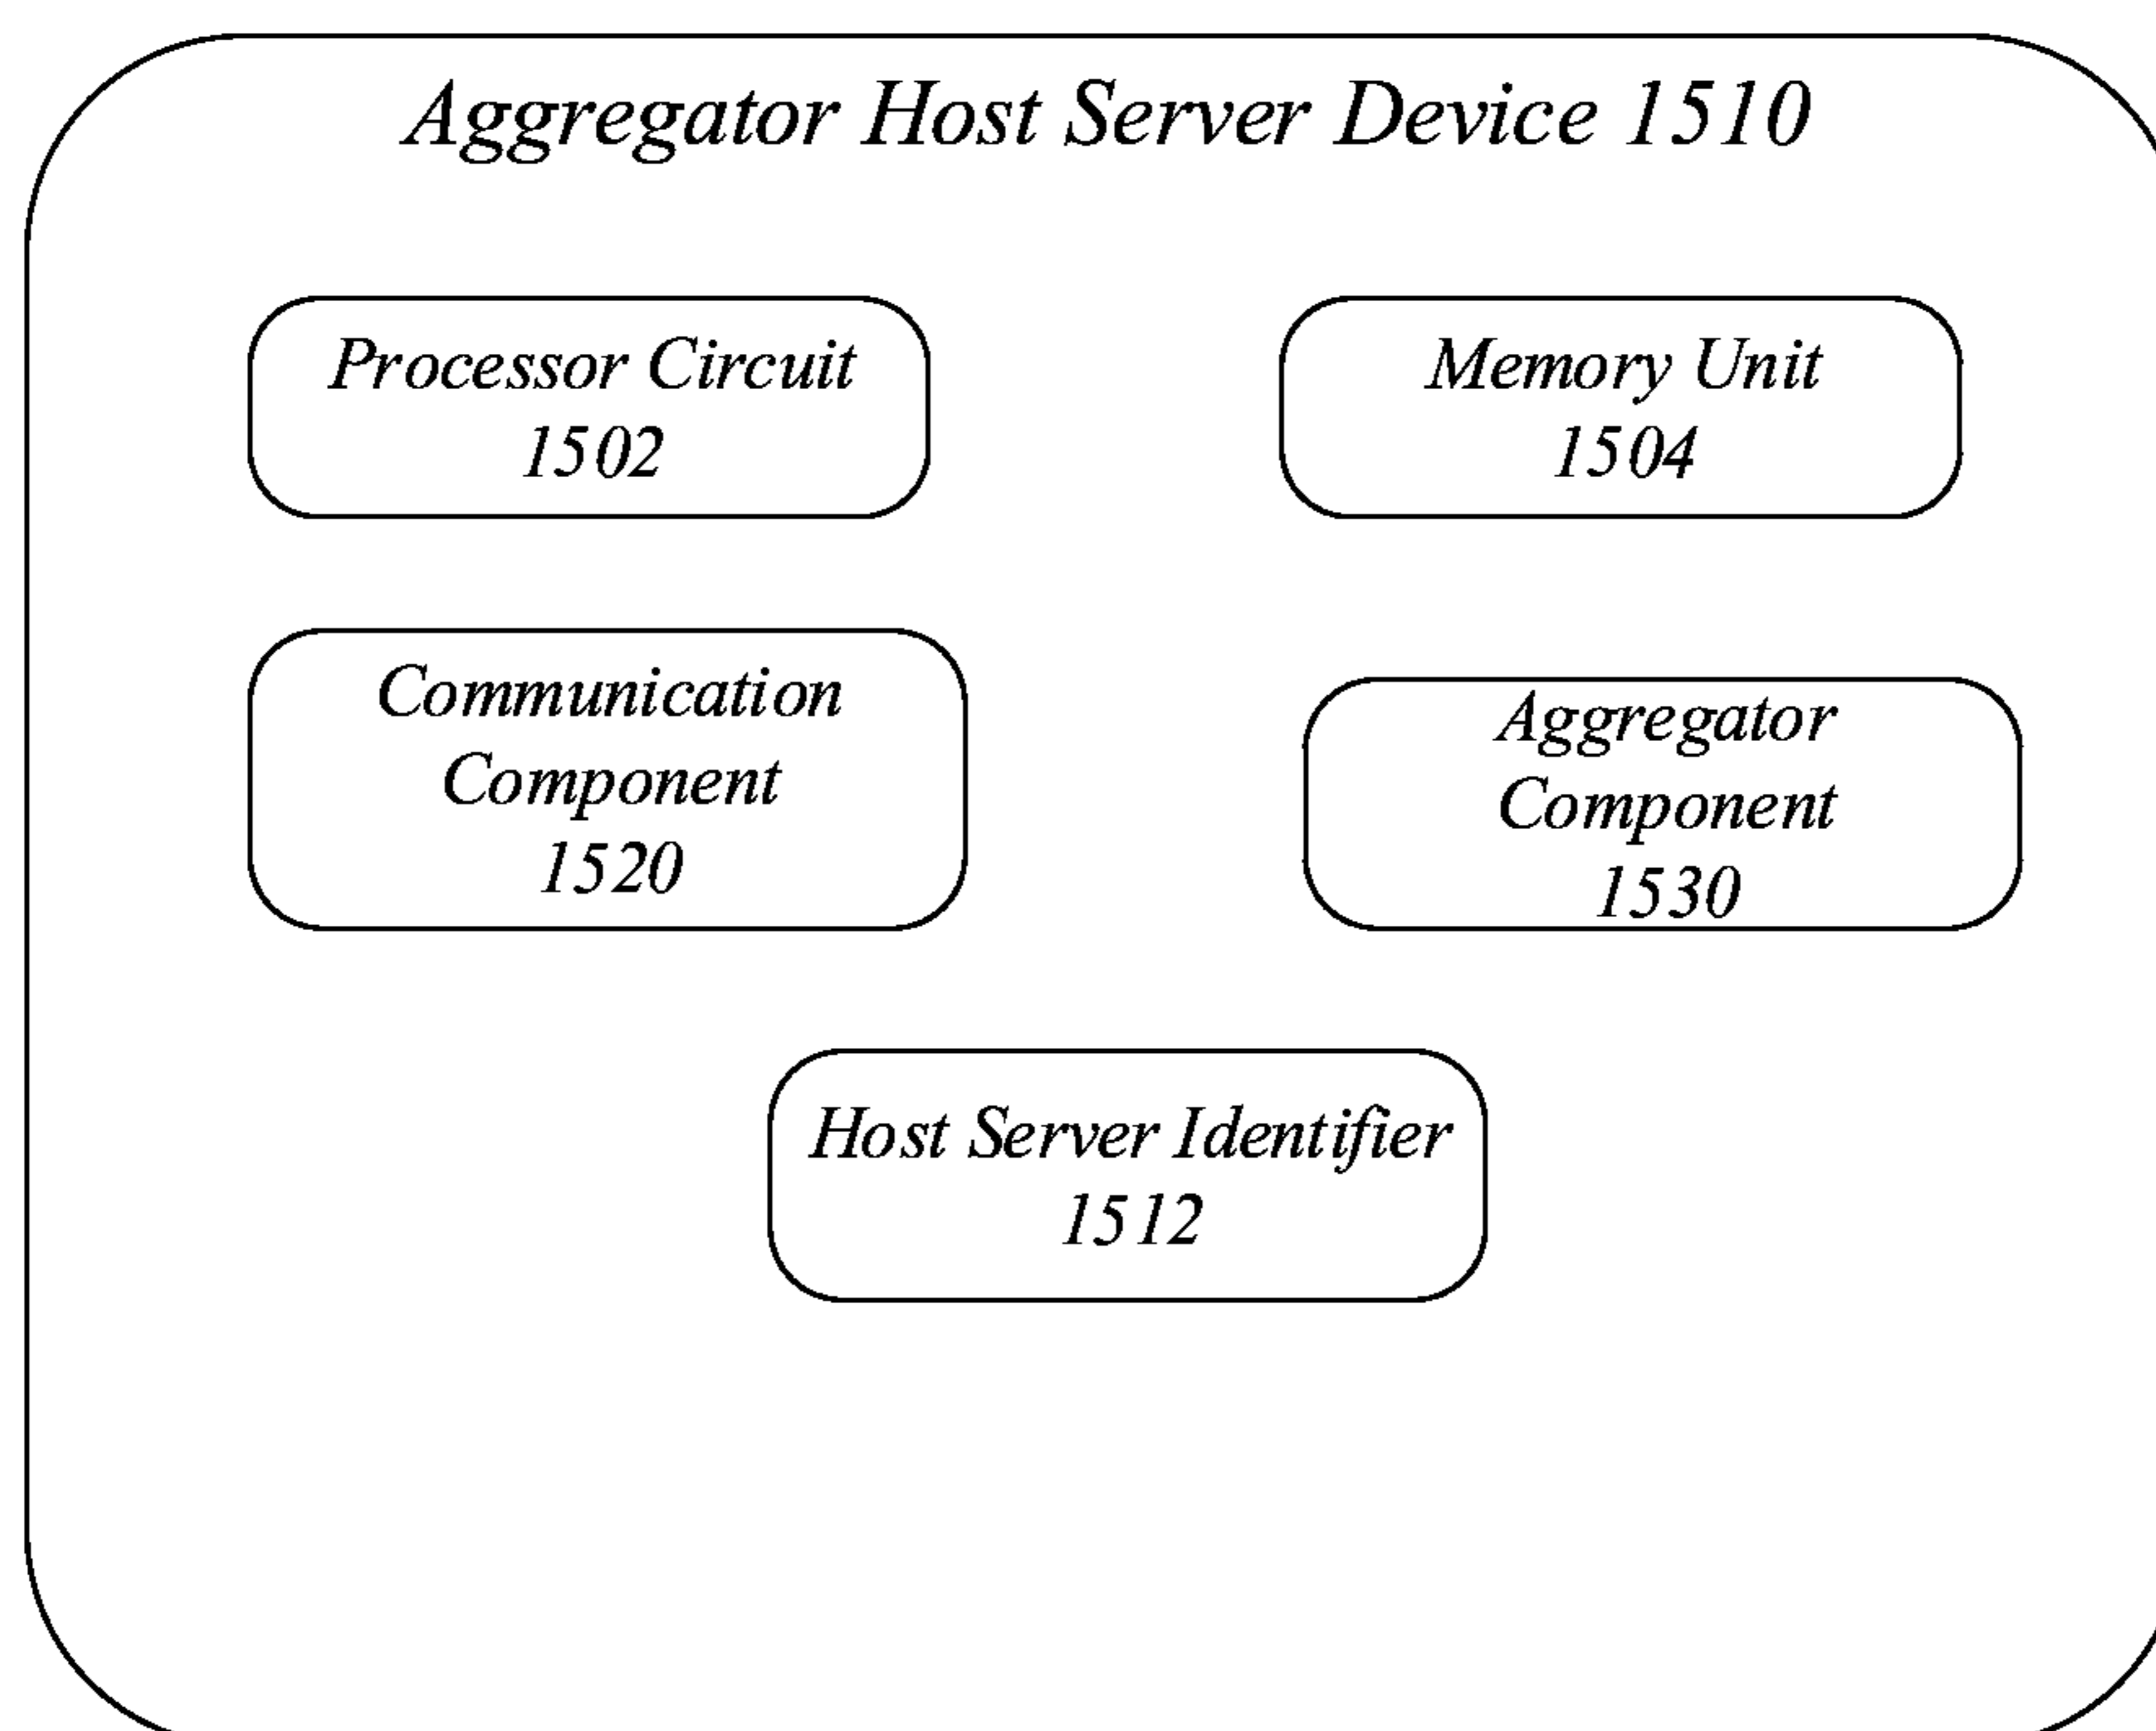 Aggregator Host Server Device 1510
Processor Circuit
1502
Memory Unit
1504
Communication
Component
1520
Aggregator
Component
1530
Host Server Identifier
1512